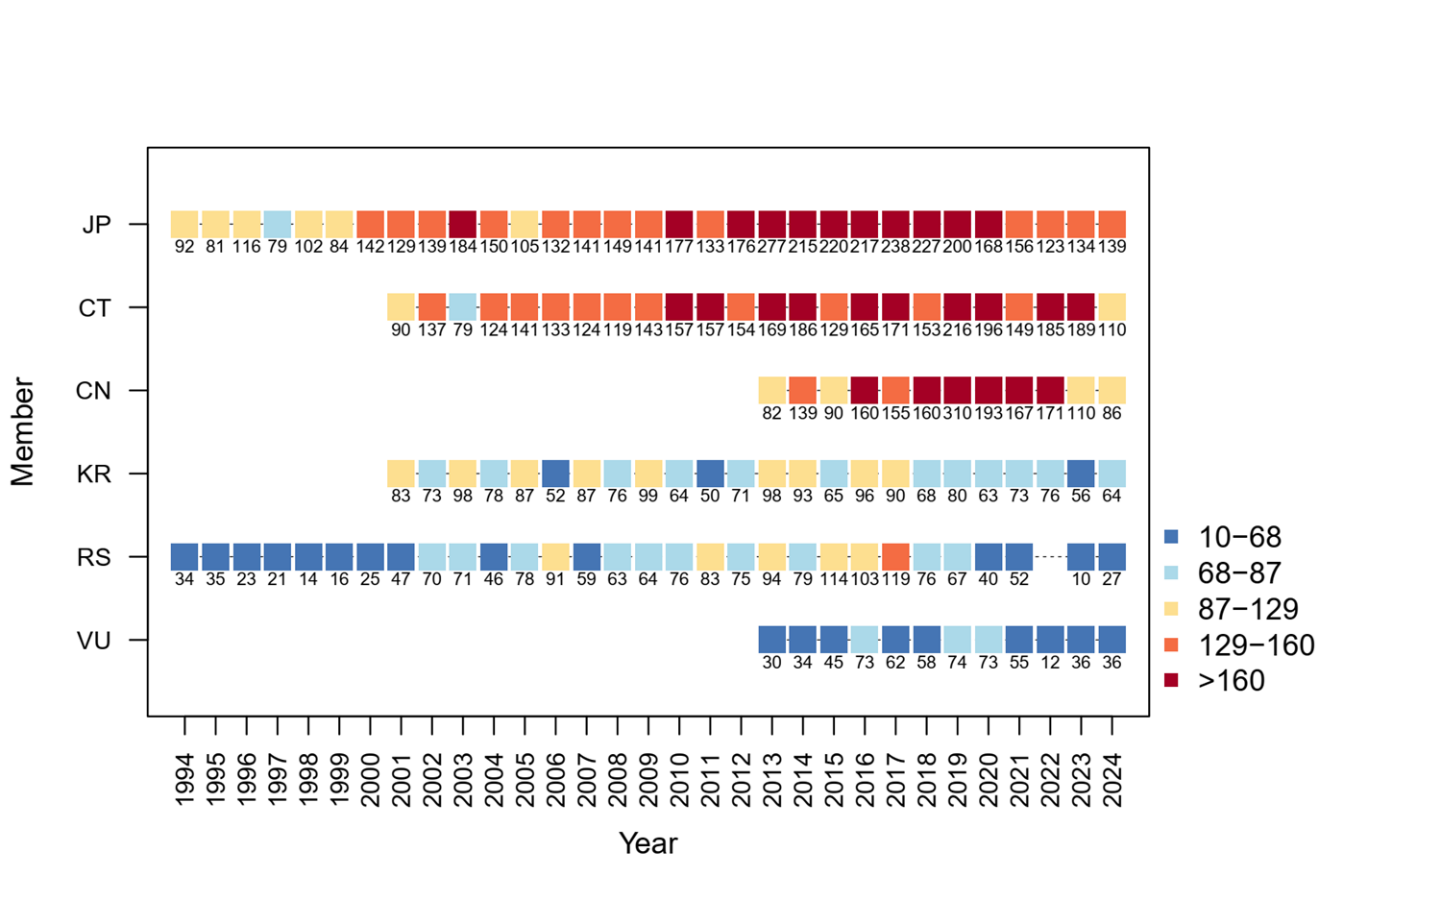 JP
92 81 116 79 102 84 142 129 139 184 150 105 132 141 149 141 177 133 176 277 215 220 217 238 227 200 168 156 123 134 139
CT
90 137 79 124 141 133 124 119 143 157 157 154 169 186 129 165 171 153 216 196 149 185 189 110
CN
82 139 90 160 155 160 310 193 167 171 110 86
KR
83 73 98 78 87 52 87 76 99 64 50 71 98 93 65 96 90 68 80 63 73 76 56 64
RS
34 35 23 21 14 16 25 47 70 71 46 78 91 59 63 64 76 83 75 94 79 114 103 119 76 67 40 52 10 27
VU
30 34 45 73 62 58 74 73 55 12 36 36
Member
1994 1995 1996 1997 1998 1999 2000 2001 2002 2003 2004 2005 2006 2007 2008 2009 2010 2011 2012 2013 2014 2015 2016 2017 2018 2019 2020 2021 2022 2023 2024
Year
10−68
68−87
87−129
129−160
>160